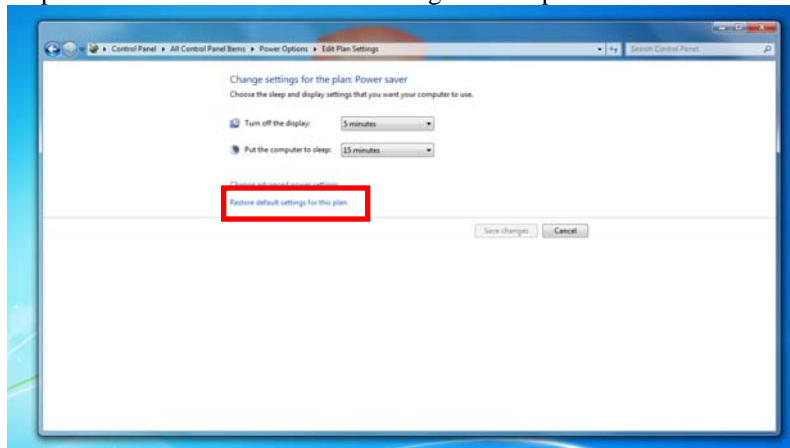 Control Panel ▸ All Control Panel Items ▸ Power Options ▸ Edit Plan Settings
Search Control Panel
Change settings for the plan: Power saver
Choose the sleep and display settings that you want your computer to use.
Turn off the display: 5 minutes
Put the computer to sleep: 15 minutes
Change advanced power settings
Restore default settings for this plan
Save changes Cancel